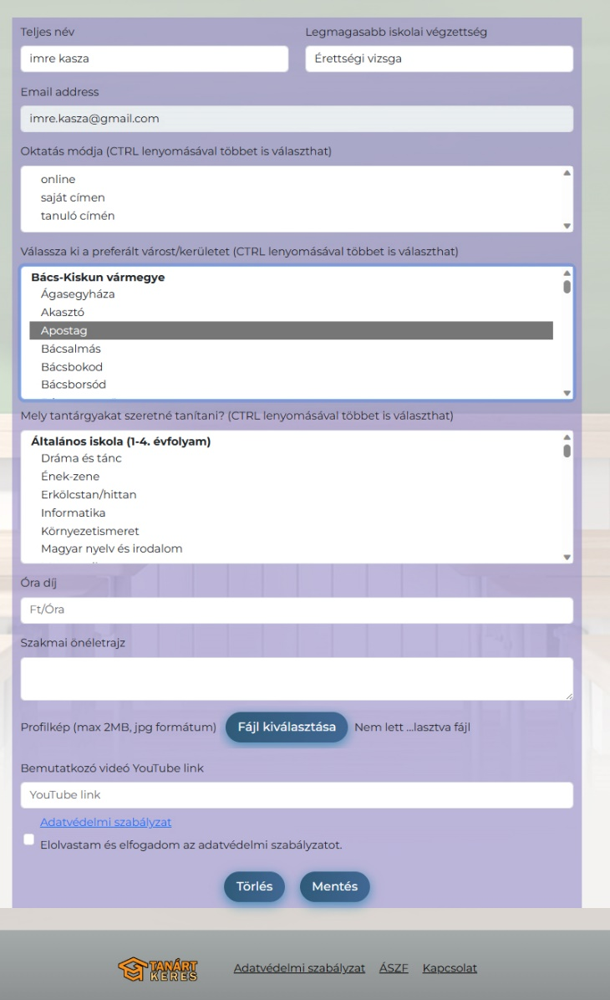 Teljes név
Legmagasabb iskolai végzettség
imre kasza
Érettségi vizsga
Email address
imre.kasza@gmail.com
Oktatás módja (CTRL lenyomásával többet is választhat)
online
saját címen
tanuló címén
Válassza ki a preferált várost/kerületet (CTRL lenyomásával többet is választhat)
Bács-Kiskun vármegye
Ágasegyháza
Akasztó
Apostag
Bácsalmás
Bácsbokod
Bácsborsód
Mely tantárgyakat szeretné tanítani? (CTRL lenyomásával többet is választhat)
Általános iskola (1-4. évfolyam)
Dráma és tánc
Ének-zene
Erkölcstan/hittan
Informatika
Környezetismeret
Magyar nyelv és irodalom
Óra díj
Ft/Óra
Szakmai önéletrajz
Profilkép (max 2MB, jpg formátum) Fájl kiválasztása Nem lett ...lasztva fájl
Bemutatkozó videó YouTube link
YouTube link
Adatvédelmi szabályzat
Elolvastam és elfogadom az adatvédelmi szabályzatot.
Törlés Mentés
TANÁRT
KERES
Adatvédelmi szabályzat ÁSZF Kapcsolat